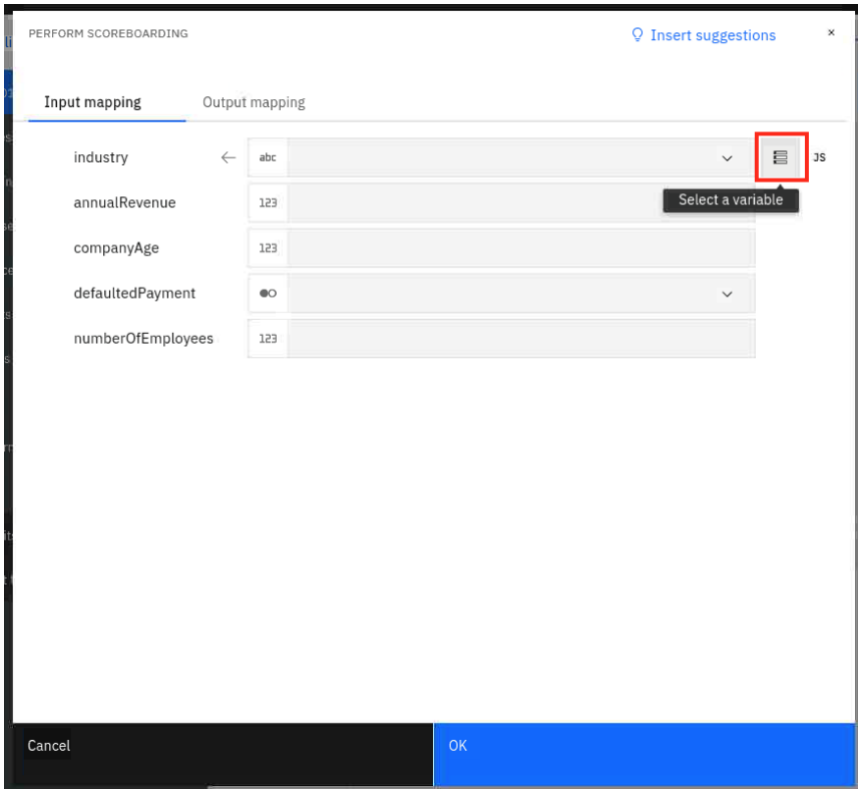 PERFORM SCOREBOARDING
Insert suggestions ×
Input mapping Output mapping
industry ← abc JS
annualRevenue 123 Select a variable
companyAge 123
defaultedPayment
numberOfEmployees 123
Cancel OK